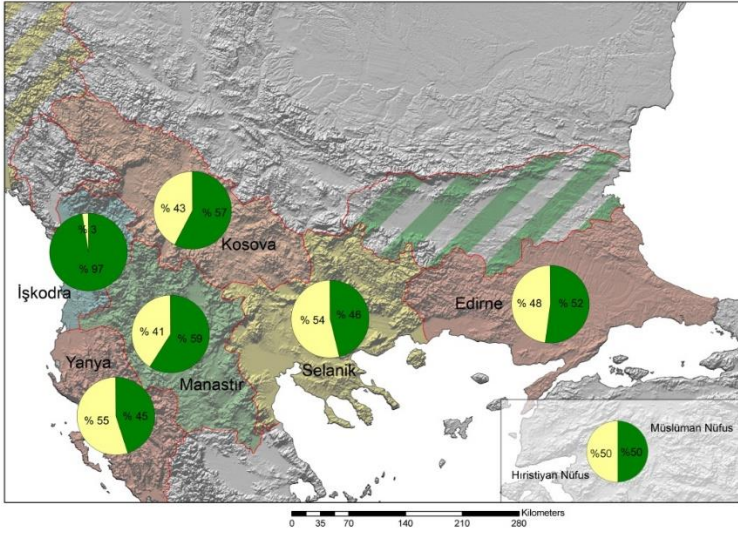 % 43
% 57
Kosova
% 3
% 97
İşkodra
% 41
% 59
Manastır
% 54
% 46
Selanik
Edirne
% 48
% 52
Yanya
% 55
% 45
Müslüman Nüfus
%50
%50
Hıristiyan Nüfus
Kilometers
0
35
70
140
210
280